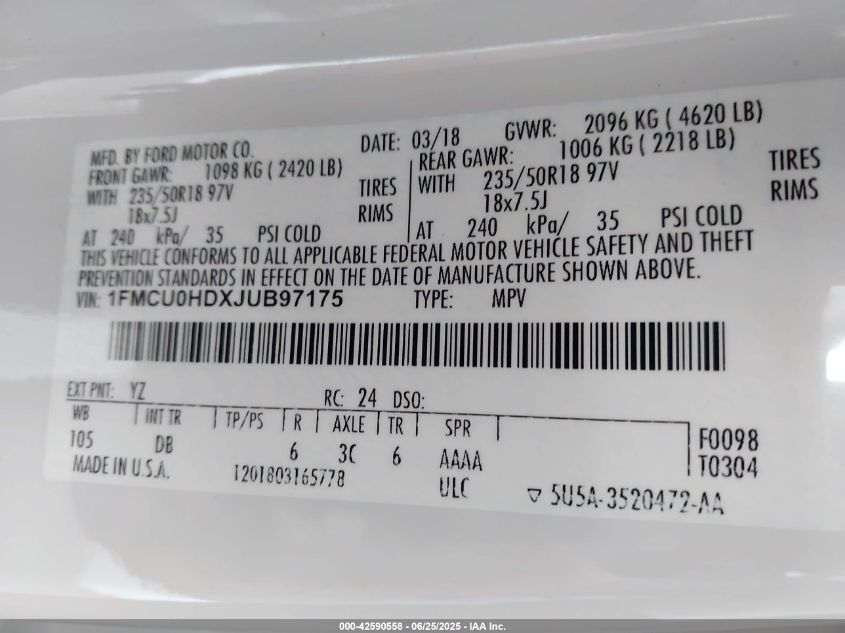 MFD. BY FORD MOTOR CO. DATE: 03/18 GVWR: 2096 KG ( 4620 LB)
FRONT GAWR: 1098 KG ( 2420 LB) REAR GAWR: 1006 KG ( 2218 LB)
WITH 235/50R18 97V TIRES WITH 235/50R18 97V TIRES
18x7.5J RIMS 18x7.5J RIMS
AT 240 kPa/ 35 PSI COLD AT 240 kPa/ 35 PSI COLD
THIS VEHICLE CONFORMS TO ALL APPLICABLE FEDERAL MOTOR VEHICLE SAFETY AND THEFT
PREVENTION STANDARDS IN EFFECT ON THE DATE OF MANUFACTURE SHOWN ABOVE.
VIN: 1FMCU0HDXJUB97175 TYPE: MPV
EXT PNT: YZ RC: 24 DSO:
WB INT TR TP/PS R AXLE TR SPR F0098
105 DB 6 3C 6 AAAA T0304
MADE IN U.S.A. T201803165778 ULC ▽ 5U5A-3520472-AA
000-42590558 - 06/25/2025 - IAA Inc.